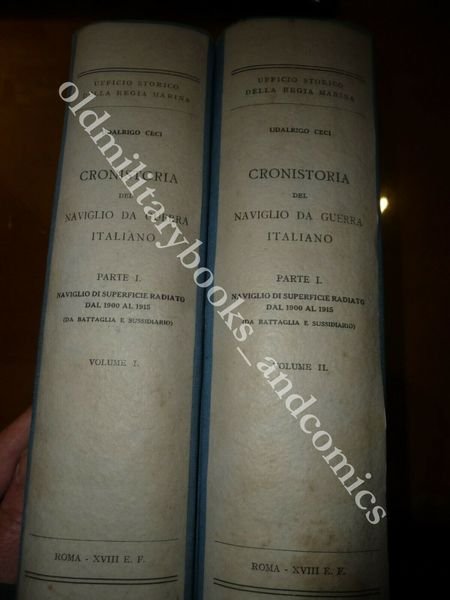 UFFICIO STORICO
DELLA REGIA MARINA
UDALRIGO CECI
CRONISTORIA
DEL
NAVIGLIO DA GUERRA
ITALIANO
PARTE I.
NAVIGLIO DI SUPERFICIE RADIATO
DAL 1900 AL 1915
(DA BATTAGLIA E SUSSIDIARIO)
VOLUME I.
ROMA - XVIII E. F.
UFFICIO STORICO
DELLA REGIA MARINA
UDALRIGO CECI
CRONISTORIA
DEL
NAVIGLIO DA GUERRA
ITALIANO
PARTE I.
NAVIGLIO DI SUPERFICIE RADIATO
DAL 1900 AL 1915
(DA BATTAGLIA E SUSSIDIARIO)
VOLUME II.
ROMA - XVIII E. F.
oldmilitarybooks_andcomics